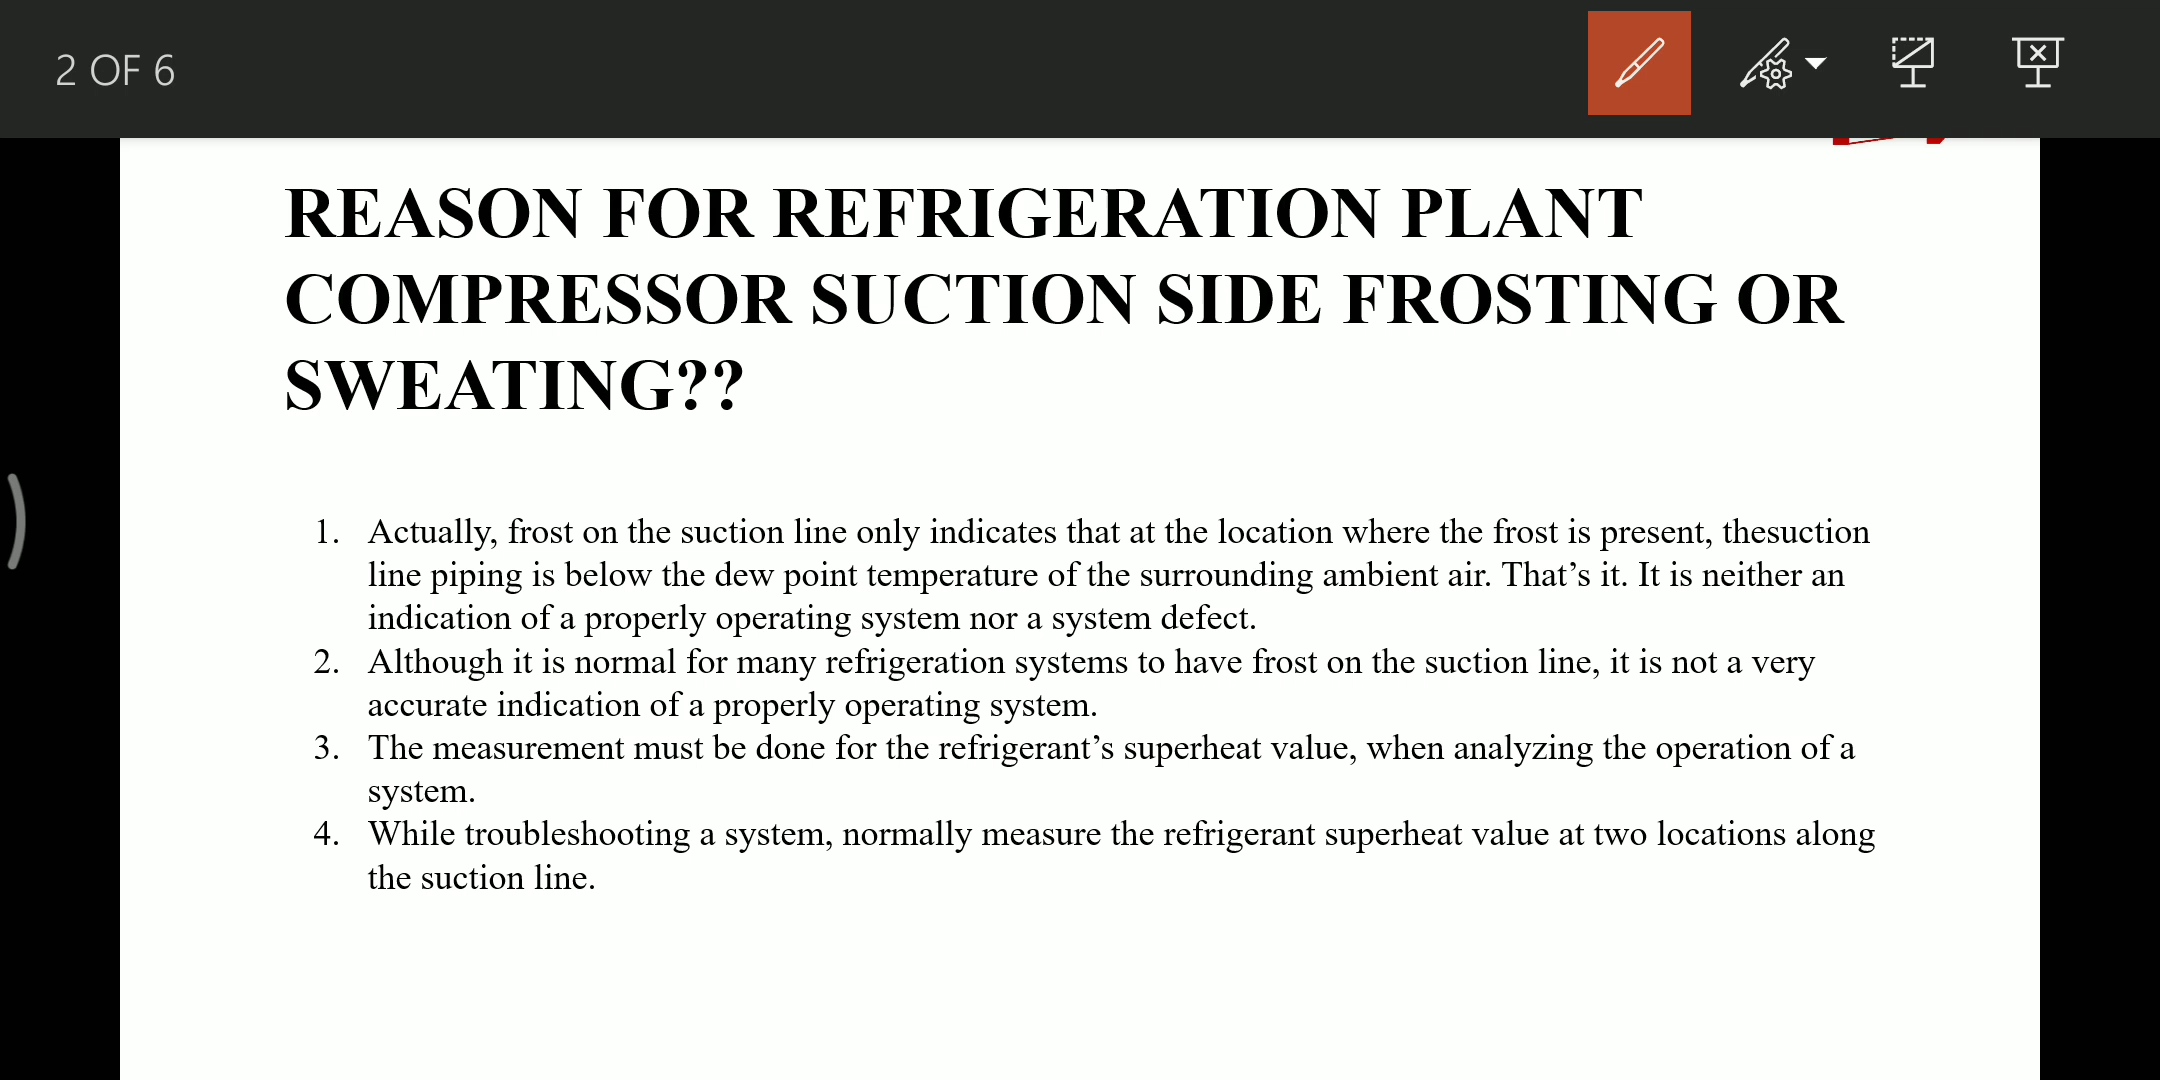 2 OF 6
REASON FOR REFRIGERATION PLANT
COMPRESSOR SUCTION SIDE FROSTING OR
SWEATING??
1. Actually, frost on the suction line only indicates that at the location where the frost is present, thesuction
line piping is below the dew point temperature of the surrounding ambient air. That’s it. It is neither an
indication of a properly operating system nor a system defect.
2. Although it is normal for many refrigeration systems to have frost on the suction line, it is not a very
accurate indication of a properly operating system.
3. The measurement must be done for the refrigerant’s superheat value, when analyzing the operation of a
system.
4. While troubleshooting a system, normally measure the refrigerant superheat value at two locations along
the suction line.